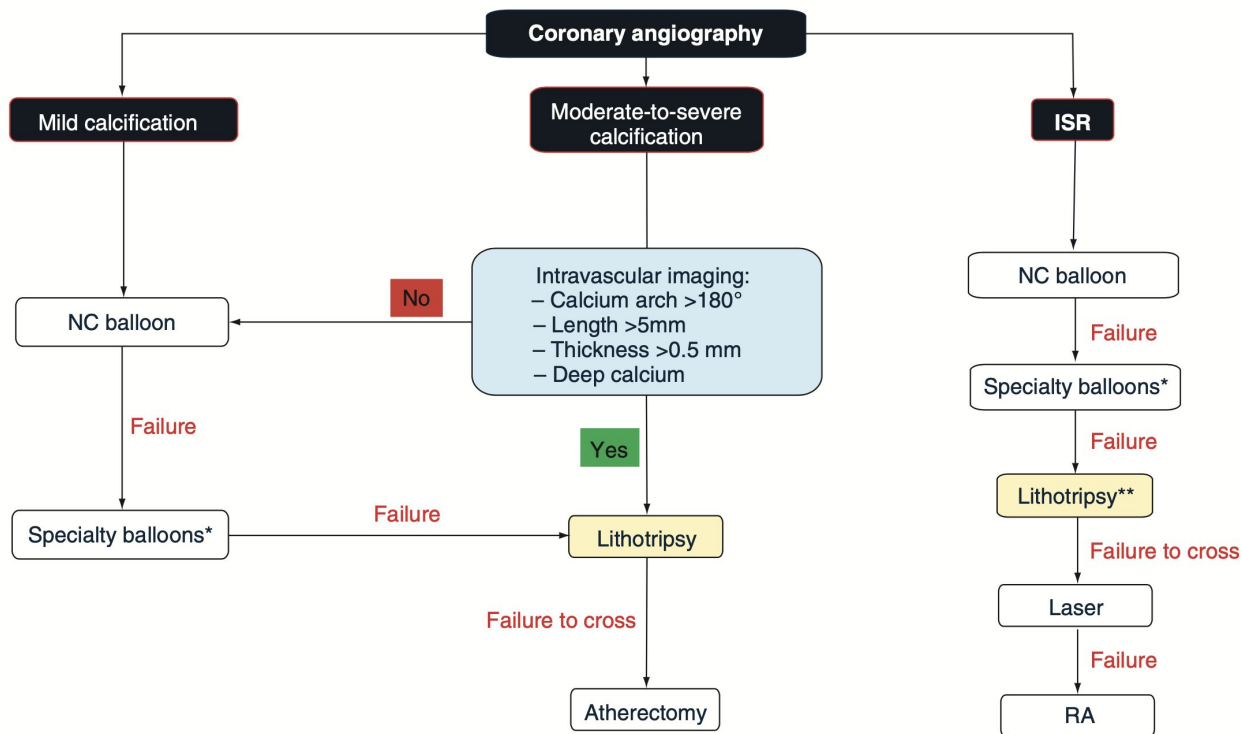 Coronary angiography
Mild calcification
Moderate-to-severe
calcification
ISR
Intravascular imaging:
– Calcium arch >180°
– Length >5mm
– Thickness >0.5 mm
– Deep calcium
No
NC balloon
NC balloon
Failure
Specialty balloons*
Failure
Yes
Failure
Specialty balloons*
Failure
Lithotripsy
Lithotripsy**
Failure to cross
Failure to cross
Laser
Failure
Atherectomy
RA